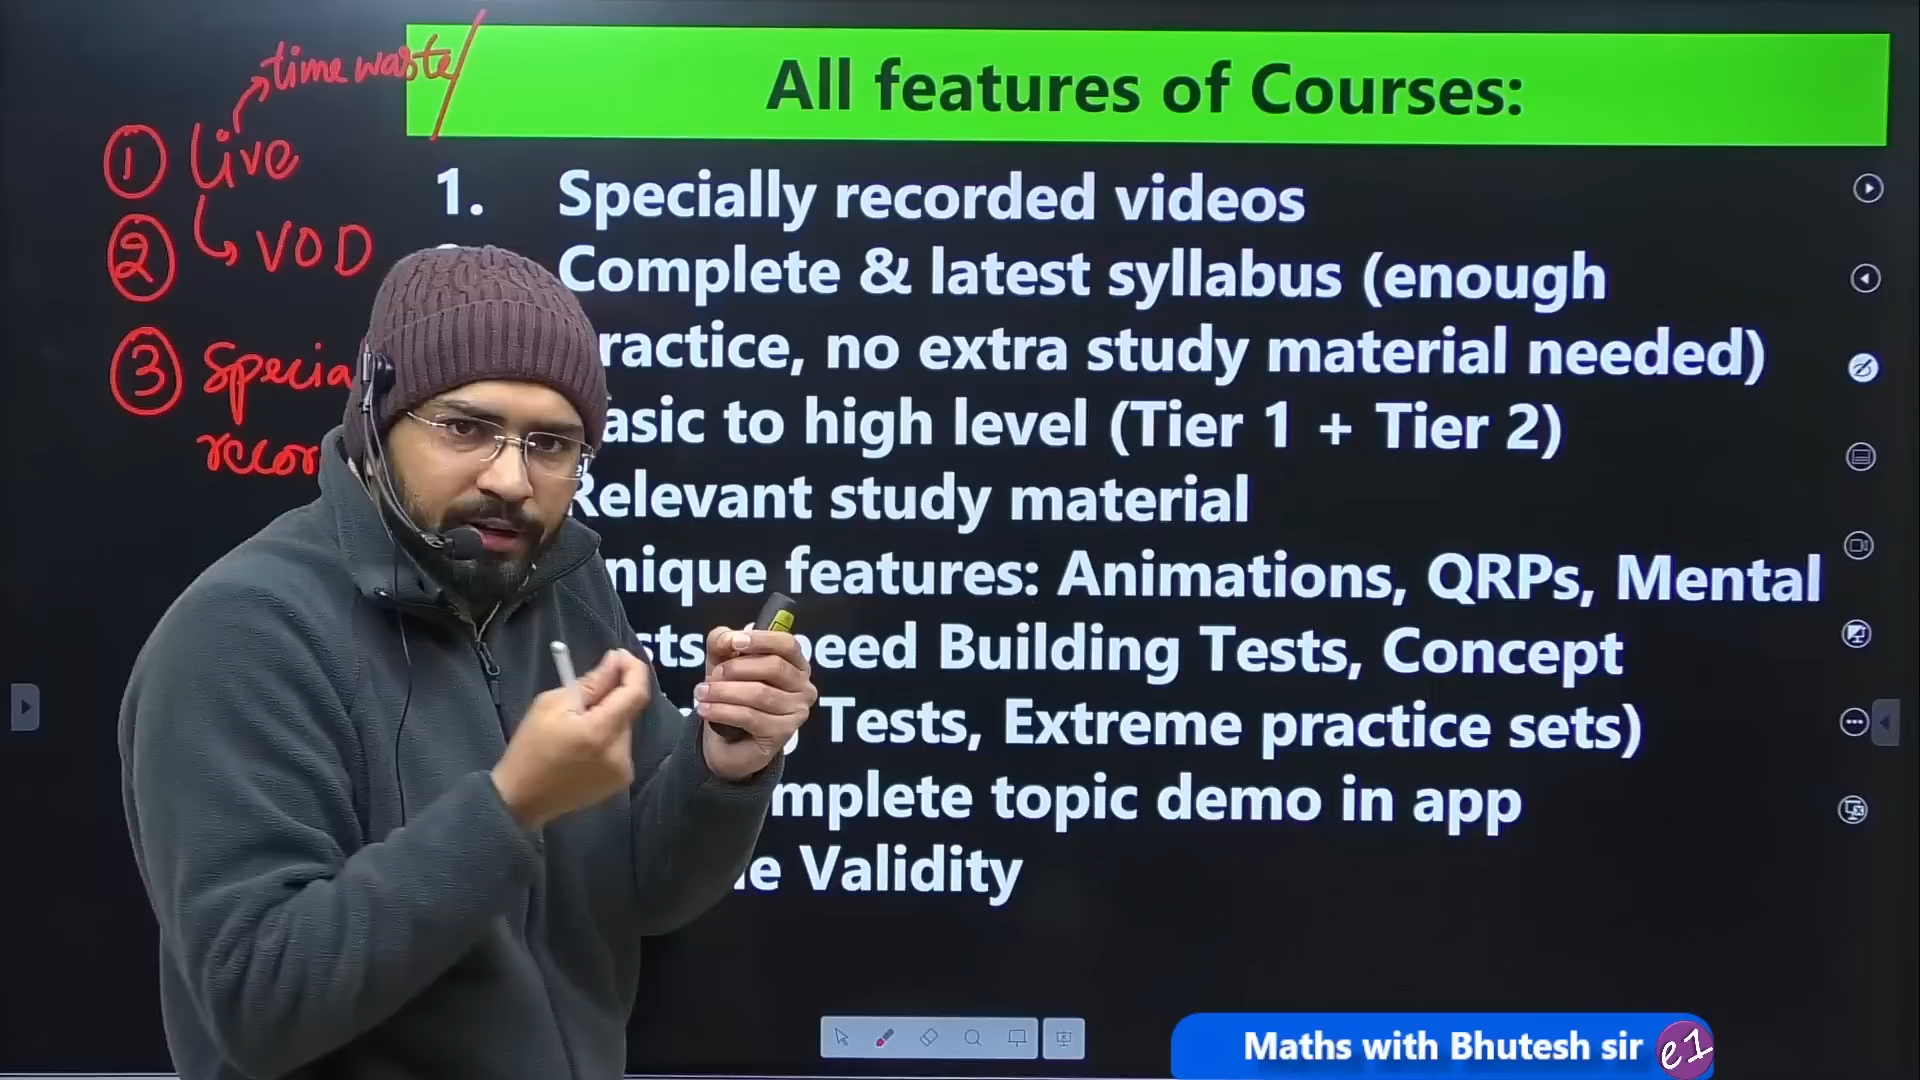 time waste/
All features of Courses:
① Live
② VOD
③ Specia
recor
1. Specially recorded videos
Complete & latest syllabus (enough
ractice, no extra study material needed)
asic to high level (Tier 1 + Tier 2)
Relevant study material
nique features: Animations, QRPs, Mental
sts, Speed Building Tests, Concept
Tests, Extreme practice sets)
mplete topic demo in app
Validity
Maths with Bhutesh sir e1